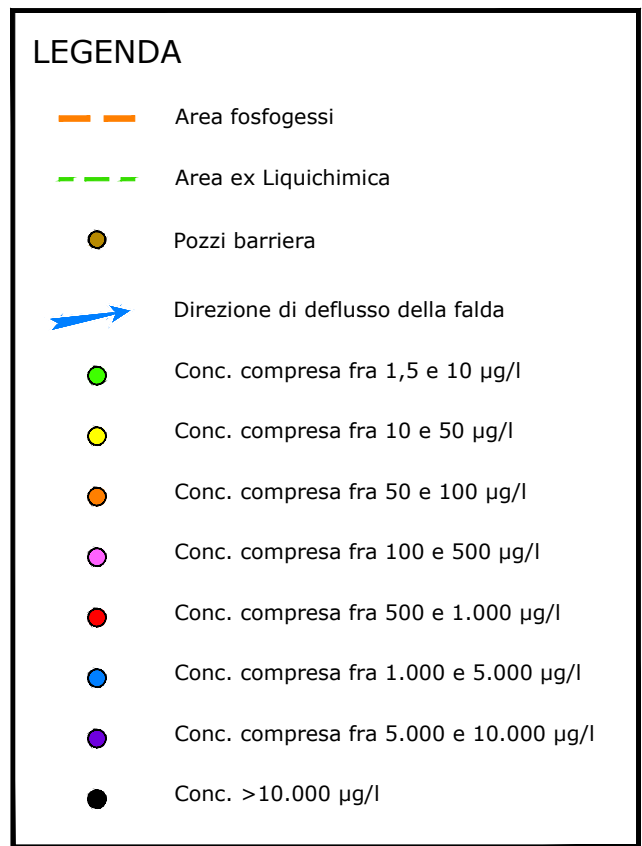 LEGENDA
Area fosfogessi
Area ex Liquichimica
Pozzi barriera
Direzione di deflusso della falda
Conc. compresa fra 1,5 e 10 µg/l
Conc. compresa fra 10 e 50 µg/l
Conc. compresa fra 50 e 100 µg/l
Conc. compresa fra 100 e 500 µg/l
Conc. compresa fra 500 e 1.000 µg/l
Conc. compresa fra 1.000 e 5.000 µg/l
Conc. compresa fra 5.000 e 10.000 µg/l
Conc. >10.000 µg/l